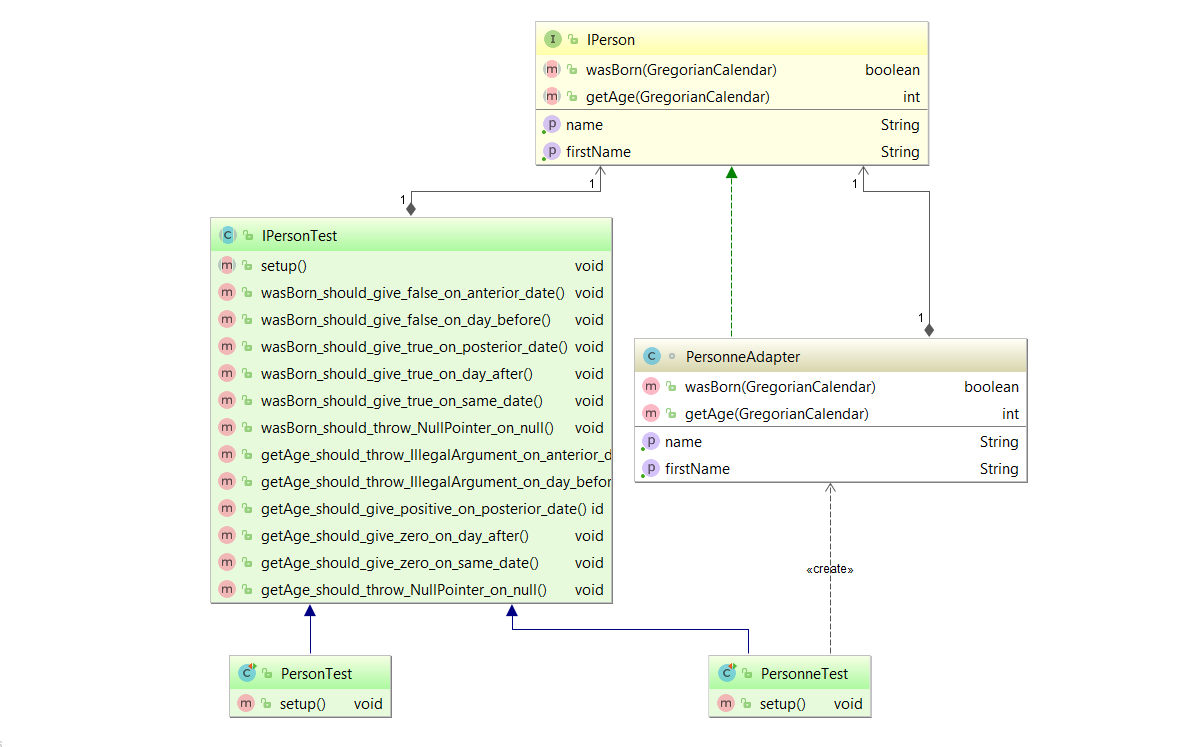 I IPerson
m wasBorn(GregorianCalendar) boolean
m getAge(GregorianCalendar) int
p name String
p firstName String
1
1
1
C IPersonTest
m setup() void
m wasBorn_should_give_false_on_anterior_date() void
m wasBorn_should_give_false_on_day_before() void
m wasBorn_should_give_true_on_posterior_date() void
m wasBorn_should_give_true_on_day_after() void
m wasBorn_should_give_true_on_same_date() void
m wasBorn_should_throw_NullPointer_on_null() void
m getAge_should_throw_IllegalArgument_on_anterior_d
m getAge_should_throw_IllegalArgument_on_day_befor
m getAge_should_give_positive_on_posterior_date() id
m getAge_should_give_zero_on_day_after() void
m getAge_should_give_zero_on_same_date() void
m getAge_should_throw_NullPointer_on_null() void
1
C PersonneAdapter
m wasBorn(GregorianCalendar) boolean
m getAge(GregorianCalendar) int
p name String
p firstName String
«create»
C PersonTest
m setup() void
C PersonneTest
m setup() void